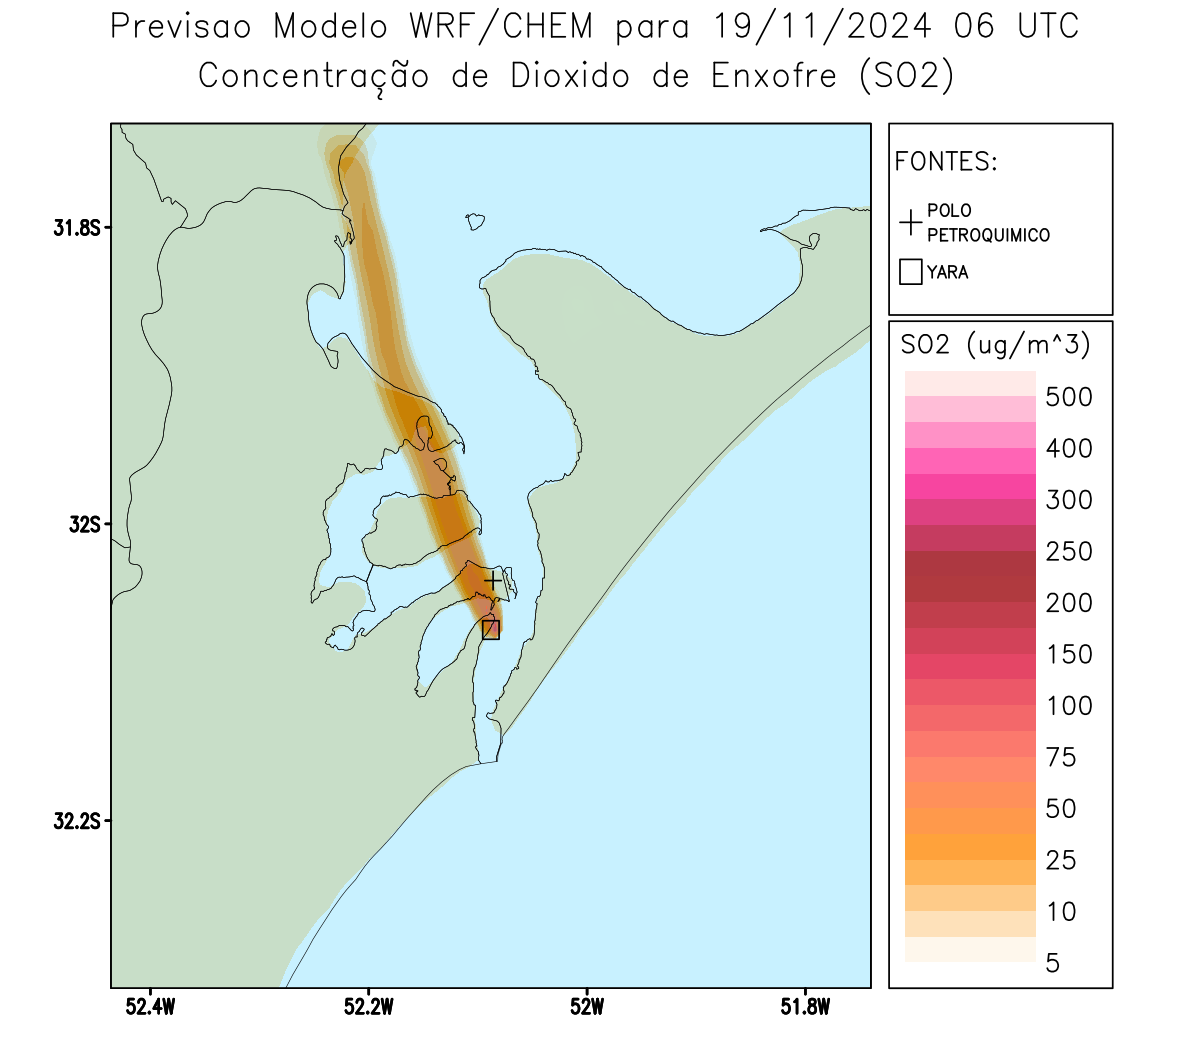 Previsao Modelo WRF/CHEM para 19/11/2024 06 UTC
Concentração de Dioxido de Enxofre (SO2)
FONTES:
POLO
PETROQUIMICO
YARA
SO2 (ug/m^3)
500
400
300
250
200
150
100
75
50
25
10
5
31.8S
32S
32.2S
52.4W
52.2W
52W
51.8W